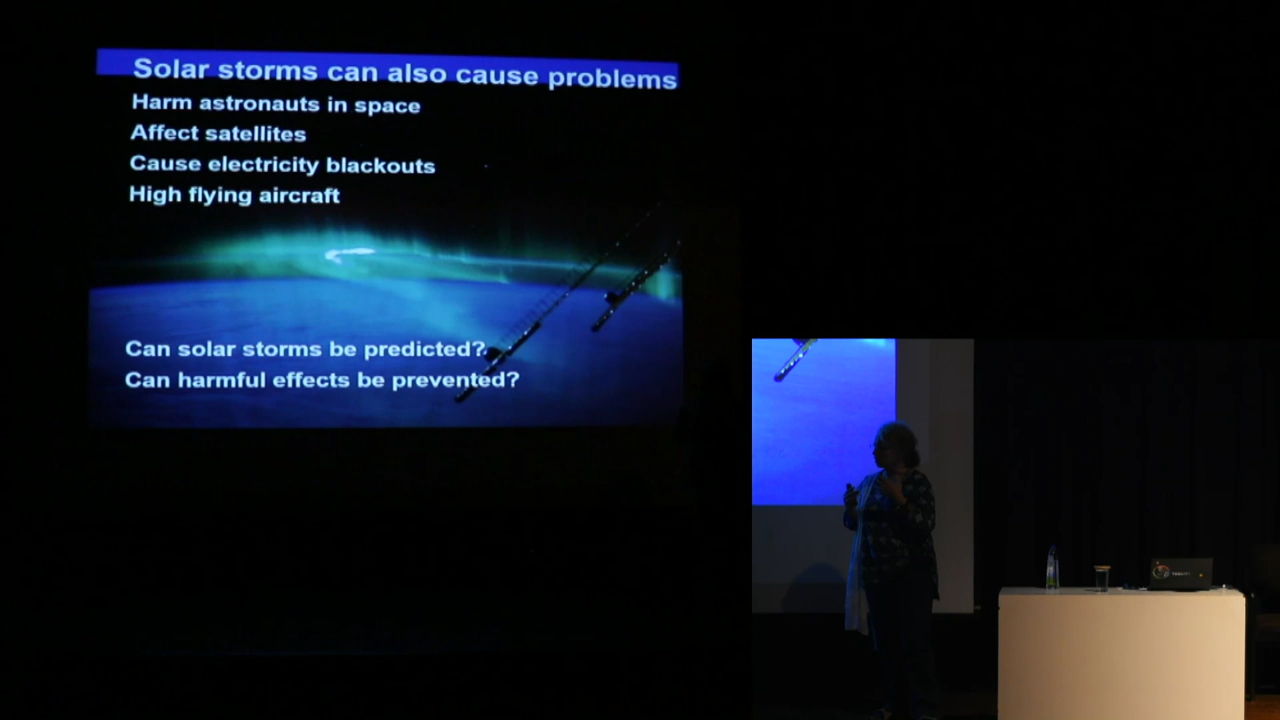 Solar storms can also cause problems
Harm astronauts in space
Affect satellites
Cause electricity blackouts
High flying aircraft
Can solar storms be predicted?
Can harmful effects be prevented?